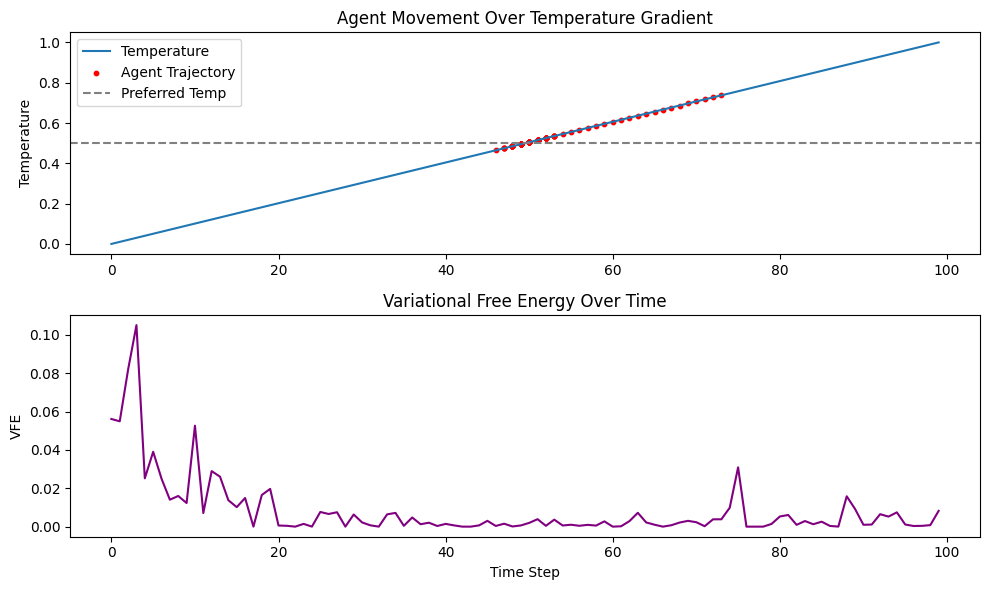 Agent Movement Over Temperature Gradient
Temperature
1.0
0.8
0.6
0.4
0.2
0.0
Temperature
Agent Trajectory
Preferred Temp
0 20 40 60 80 100
Variational Free Energy Over Time
VFE
0.10
0.08
0.06
0.04
0.02
0.00
0 20 40 60 80 100
Time Step